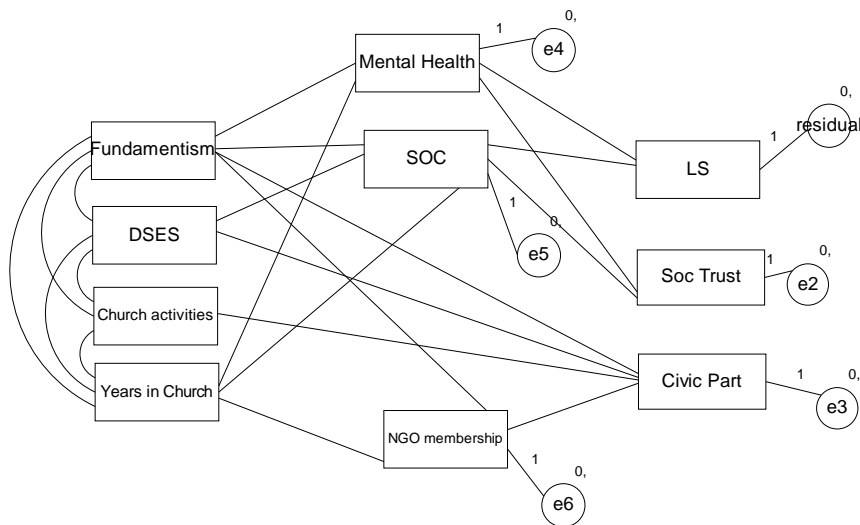 0,
1
e4
Mental Health
0,
residual
1
Fundamentism
SOC
LS
1
0,
e5
DSES
Soc Trust
1
0,
e2
Church activities
Years in Church
Civic Part
1
0,
e3
NGO membership
1
0,
e6